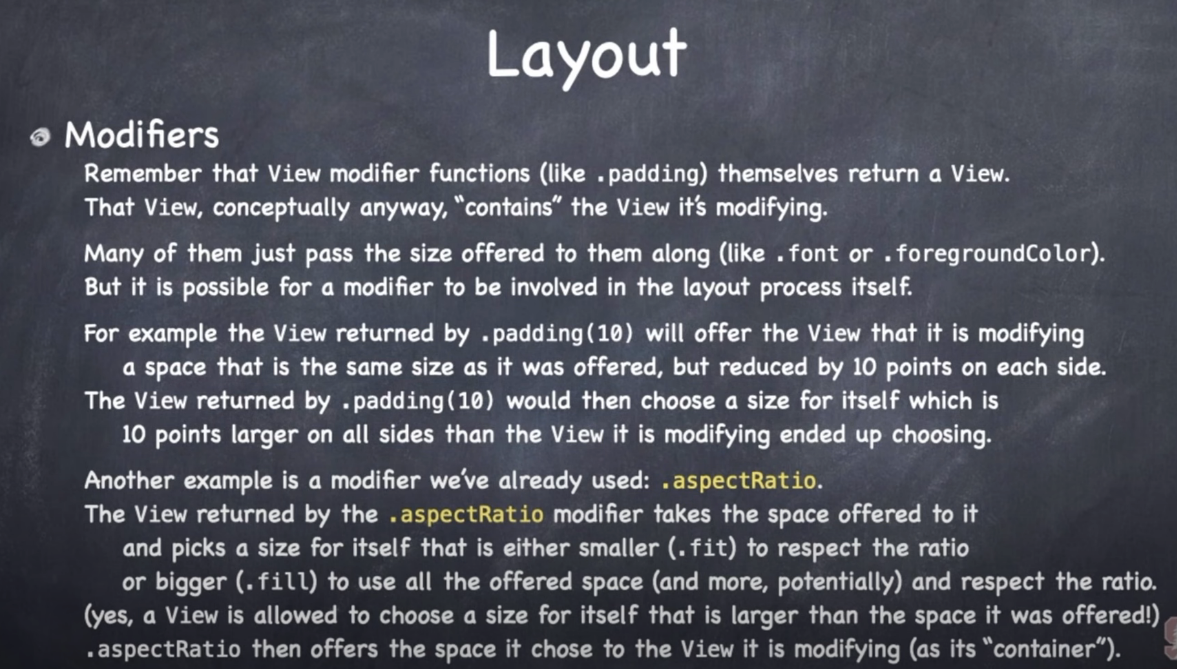 Layout
Modifiers
Remember that View modifier functions (like .padding) themselves return a View.
That View, conceptually anyway, “contains” the View it’s modifying.
Many of them just pass the size offered to them along (like .font or .foregroundColor).
But it is possible for a modifier to be involved in the layout process itself.
For example the View returned by .padding(10) will offer the View that it is modifying
a space that is the same size as it was offered, but reduced by 10 points on each side.
The View returned by .padding(10) would then choose a size for itself which is
10 points larger on all sides than the View it is modifying ended up choosing.
Another example is a modifier we’ve already used: .aspectRatio.
The View returned by the .aspectRatio modifier takes the space offered to it
and picks a size for itself that is either smaller (.fit) to respect the ratio
or bigger (.fill) to use all the offered space (and more, potentially) and respect the ratio.
(yes, a View is allowed to choose a size for itself that is larger than the space it was offered!)
.aspectRatio then offers the space it chose to the View it is modifying (as its “container”).